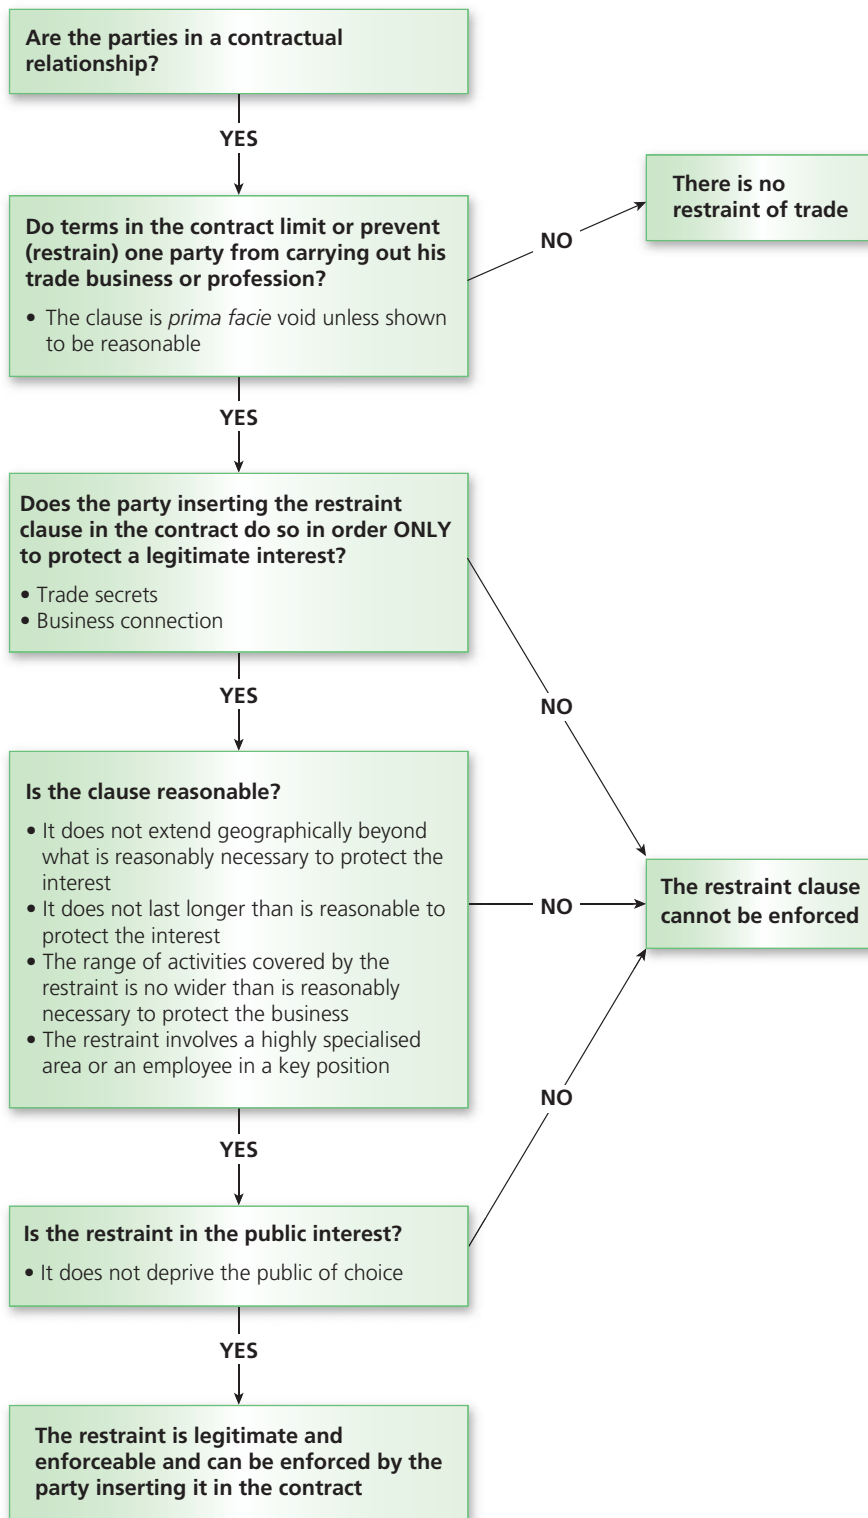 Are the parties in a contractual
relationship?
YES
Do terms in the contract limit or prevent
(restrain) one party from carrying out his
trade business or profession?
• The clause is prima facie void unless shown
to be reasonable
NO
There is no
restraint of trade
YES
Does the party inserting the restraint
clause in the contract do so in order ONLY
to protect a legitimate interest?
• Trade secrets
• Business connection
NO
YES
Is the clause reasonable?
• It does not extend geographically beyond
what is reasonably necessary to protect the
interest
• It does not last longer than is reasonable to
protect the interest
• The range of activities covered by the
restraint is no wider than is reasonably
necessary to protect the business
• The restraint involves a highly specialised
area or an employee in a key position
NO
The restraint clause
cannot be enforced
YES
Is the restraint in the public interest?
• It does not deprive the public of choice
NO
YES
The restraint is legitimate and
enforceable and can be enforced by the
party inserting it in the contract